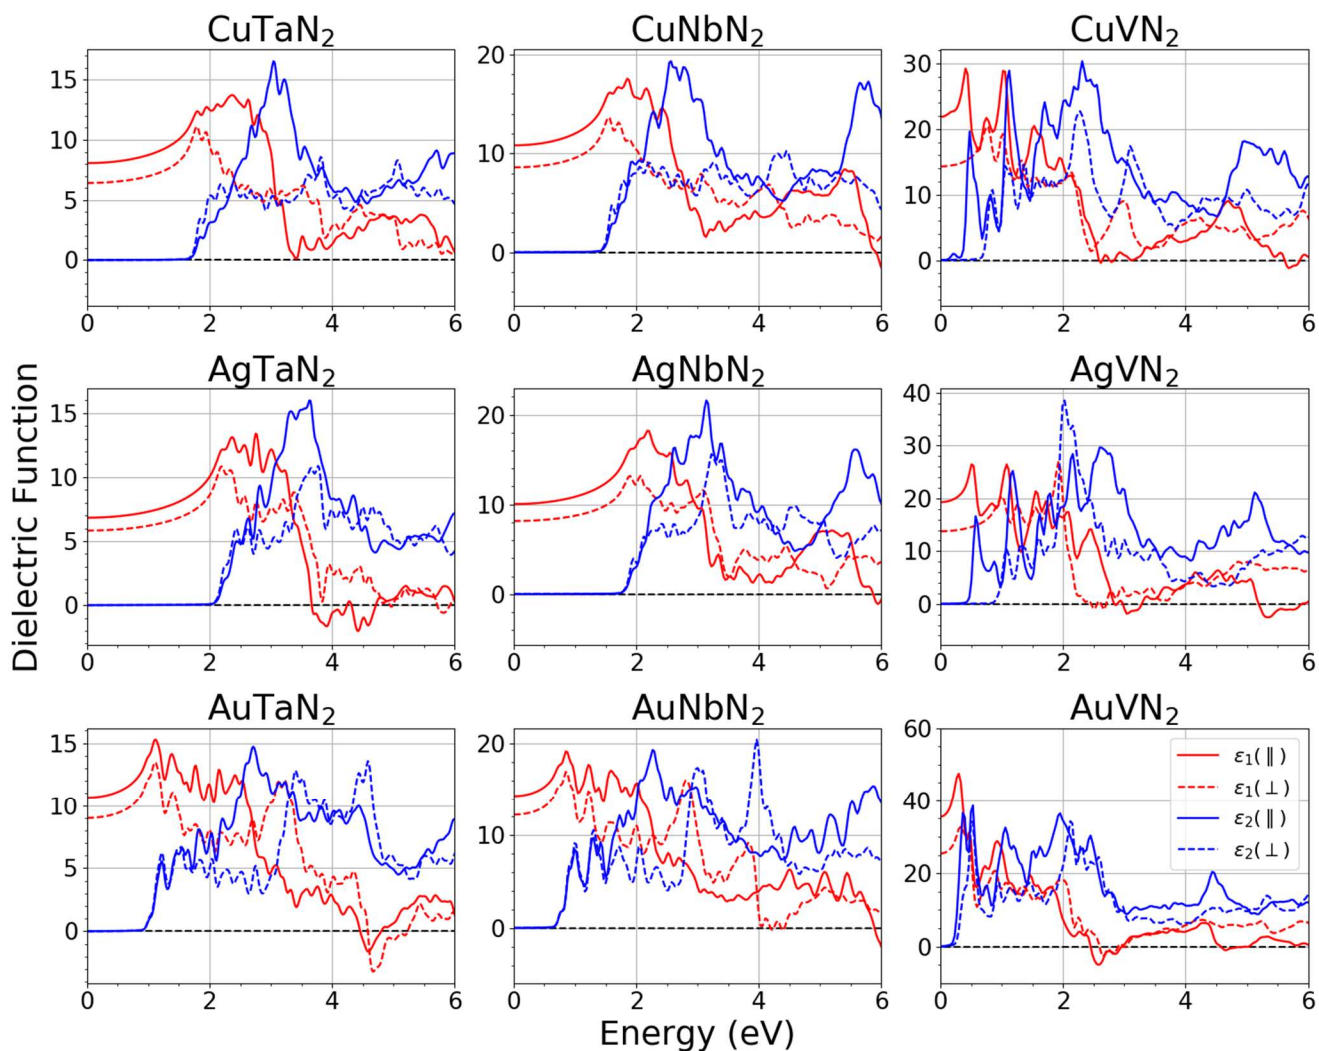 CuTaN₂ CuNbN₂ CuVN₂
15
10
5
0
0 2 4 6
20
10
0
0 2 4 6
30
20
10
0
0 2 4 6
AgTaN₂ AgNbN₂ AgVN₂
15
10
5
0
0 2 4 6
20
10
0
0 2 4 6
40
30
20
10
0
0 2 4 6
Dielectric Function
AuTaN₂ AuNbN₂ AuVN₂
15
10
5
0
0 2 4 6
20
10
0
0 2 4 6
60
40
20
0
0 2 4 6
ε₁(∥)
ε₁(⊥)
ε₂(∥)
ε₂(⊥)
Energy (eV)